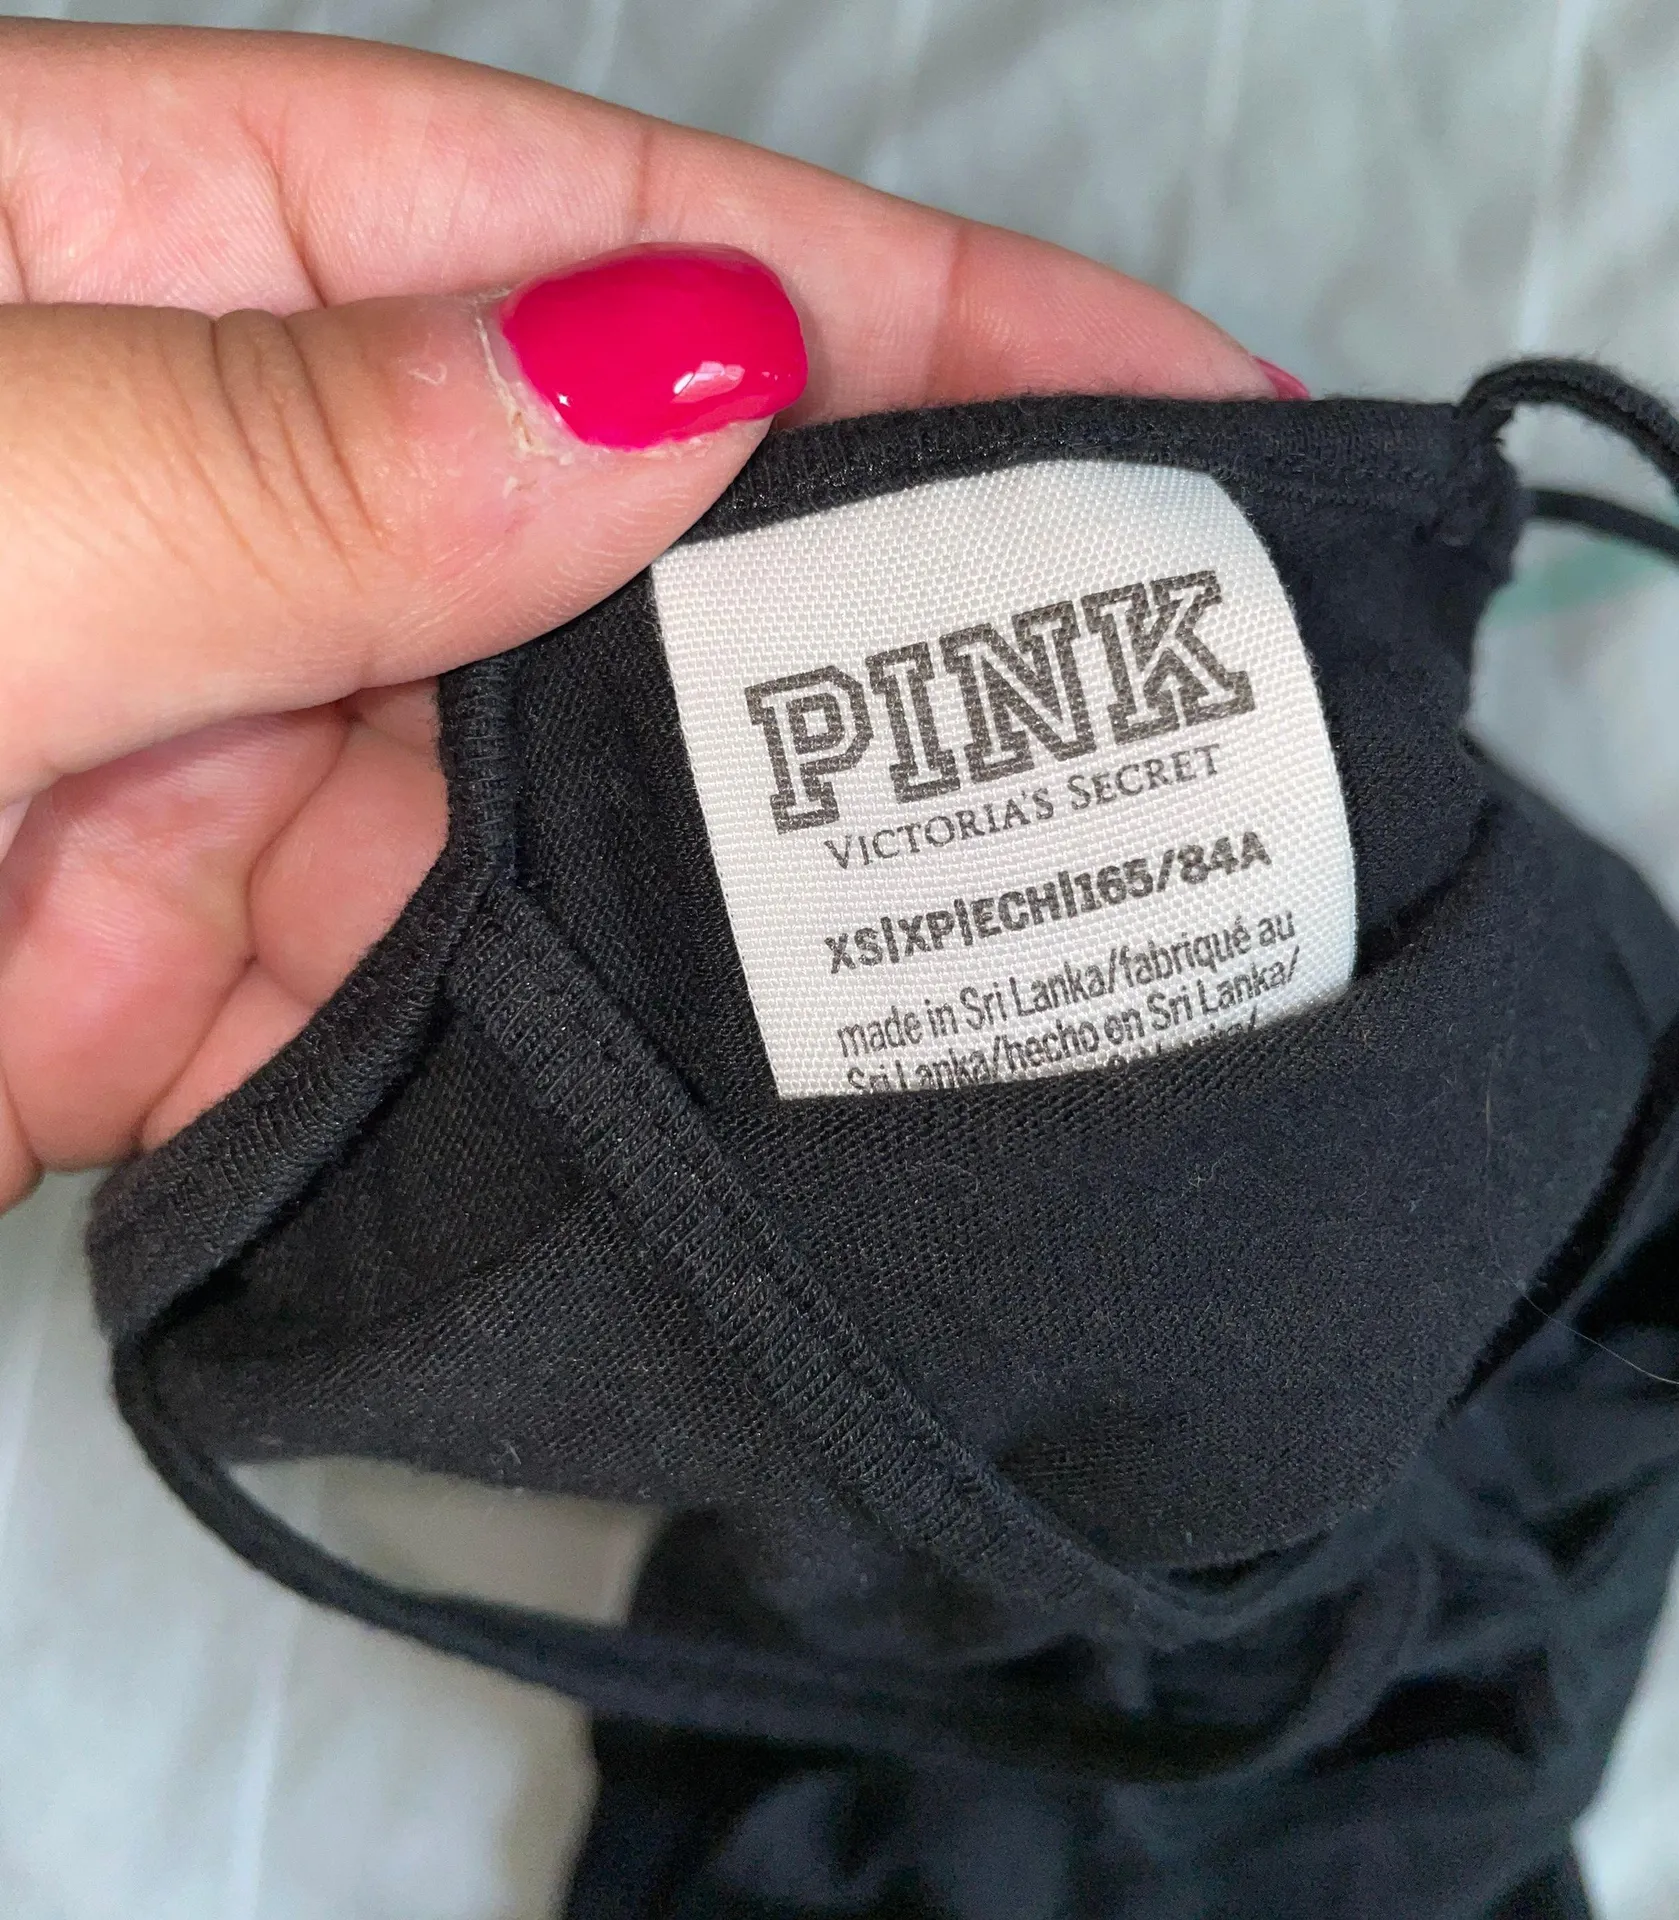 PINK
VICTORIA'S SECRET
XS|XP|ECH|165/84A
made in Sri Lanka/fabriqué au
Sri Lanka/hecho en Sri Lanka/